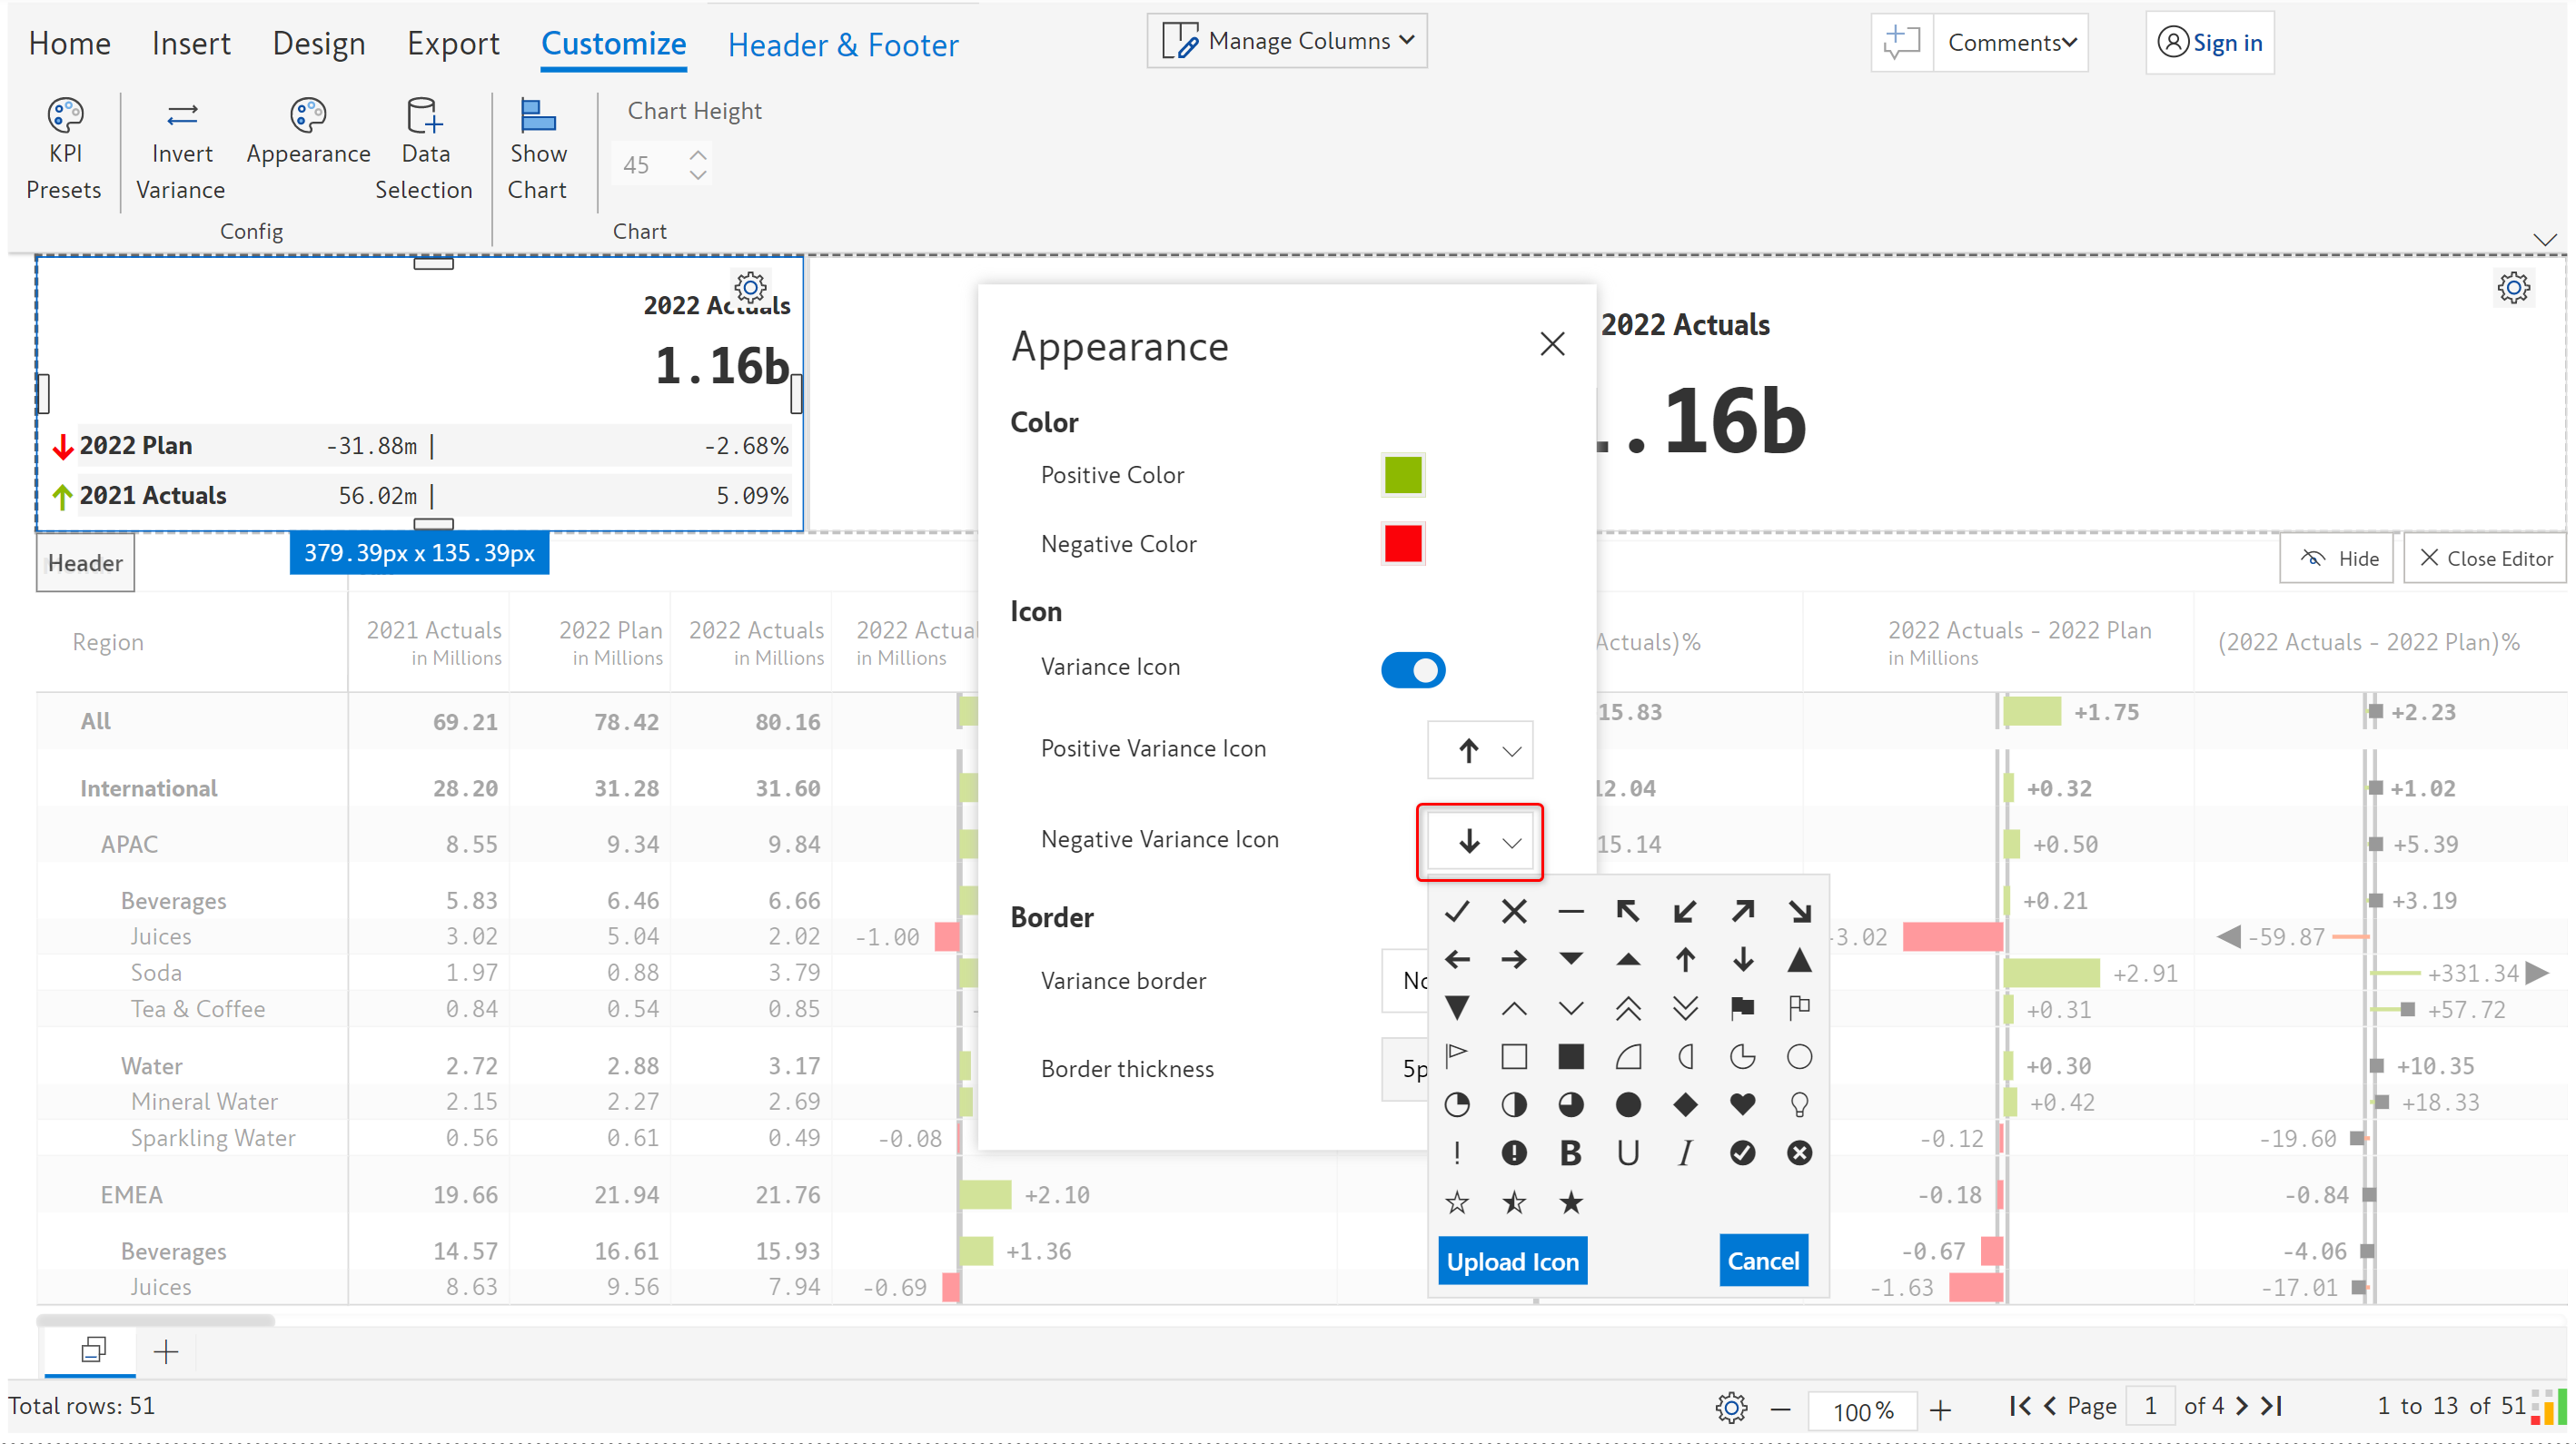 Home Insert Design Export Customize Header & Footer Manage Columns Comments Sign in
KPI Presets
Invert Variance
Appearance
Data Selection
Show Chart
Chart Height
45
Config
Chart
2022 Actuals
1.16b
2022 Plan -31.88m | -2.68%
2021 Actuals 56.02m | 5.09%
379.39px x 135.39px
2022 Actuals
.16b
Header
Hide
Close Editor
Appearance
Color
Positive Color
Negative Color
Icon
Variance Icon
Positive Variance Icon
Negative Variance Icon
Border
Variance border
Border thickness 5p
! B U I
Upload Icon Cancel
Region
2021 Actuals in Millions
2022 Plan in Millions
2022 Actuals in Millions
2022 Actual in Millions
Actuals)%
2022 Actuals - 2022 Plan in Millions
(2022 Actuals - 2022 Plan)%
All 69.21 78.42 80.16 15.83 +1.75 +2.23
International 28.20 31.28 31.60 12.04 +0.32 +1.02
APAC 8.55 9.34 9.84 15.14 +0.50 +5.39
Beverages 5.83 6.46 6.66 +0.21 +3.19
Juices 3.02 5.04 2.02 -1.00 -3.02 -59.87
Soda 1.97 0.88 3.79 +2.91 +331.34
Tea & Coffee 0.84 0.54 0.85 +0.31 +57.72
Water 2.72 2.88 3.17 +0.30 +10.35
Mineral Water 2.15 2.27 2.69 +0.42 +18.33
Sparkling Water 0.56 0.61 0.49 -0.08 -0.12 -19.60
EMEA 19.66 21.94 21.76 +2.10 -0.18 -0.84
Beverages 14.57 16.61 15.93 +1.36 -0.67 -4.06
Juices 8.63 9.56 7.94 -0.69 -1.63 -17.01
Total rows: 51
100%
Page 1 of 4
1 to 13 of 51